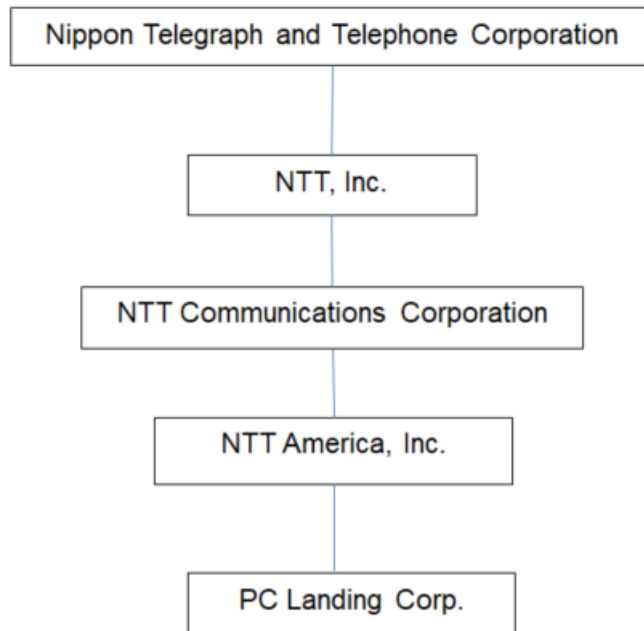 Nippon Telegraph and Telephone Corporation
NTT, Inc.
NTT Communications Corporation
NTT America, Inc.
PC Landing Corp.